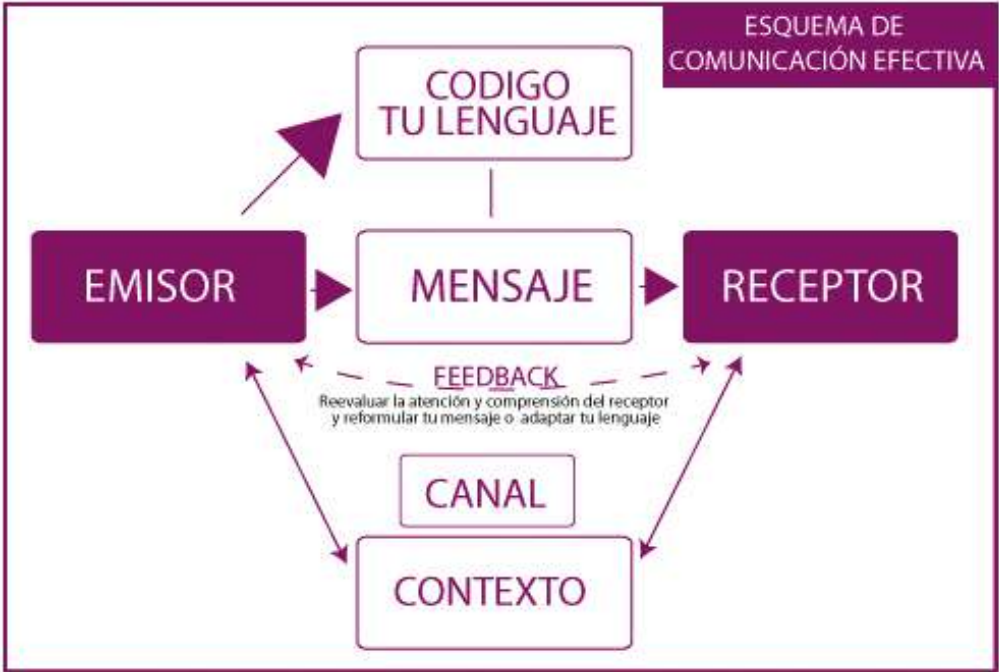 ESQUEMA DE
COMUNICACIÓN EFECTIVA
CODIGO
TU LENGUAJE
EMISOR
MENSAJE
RECEPTOR
FEEDBACK
Reevaluar la atención y comprensión del receptor
y reformular tu mensaje o adaptar tu lenguaje
CANAL
CONTEXTO